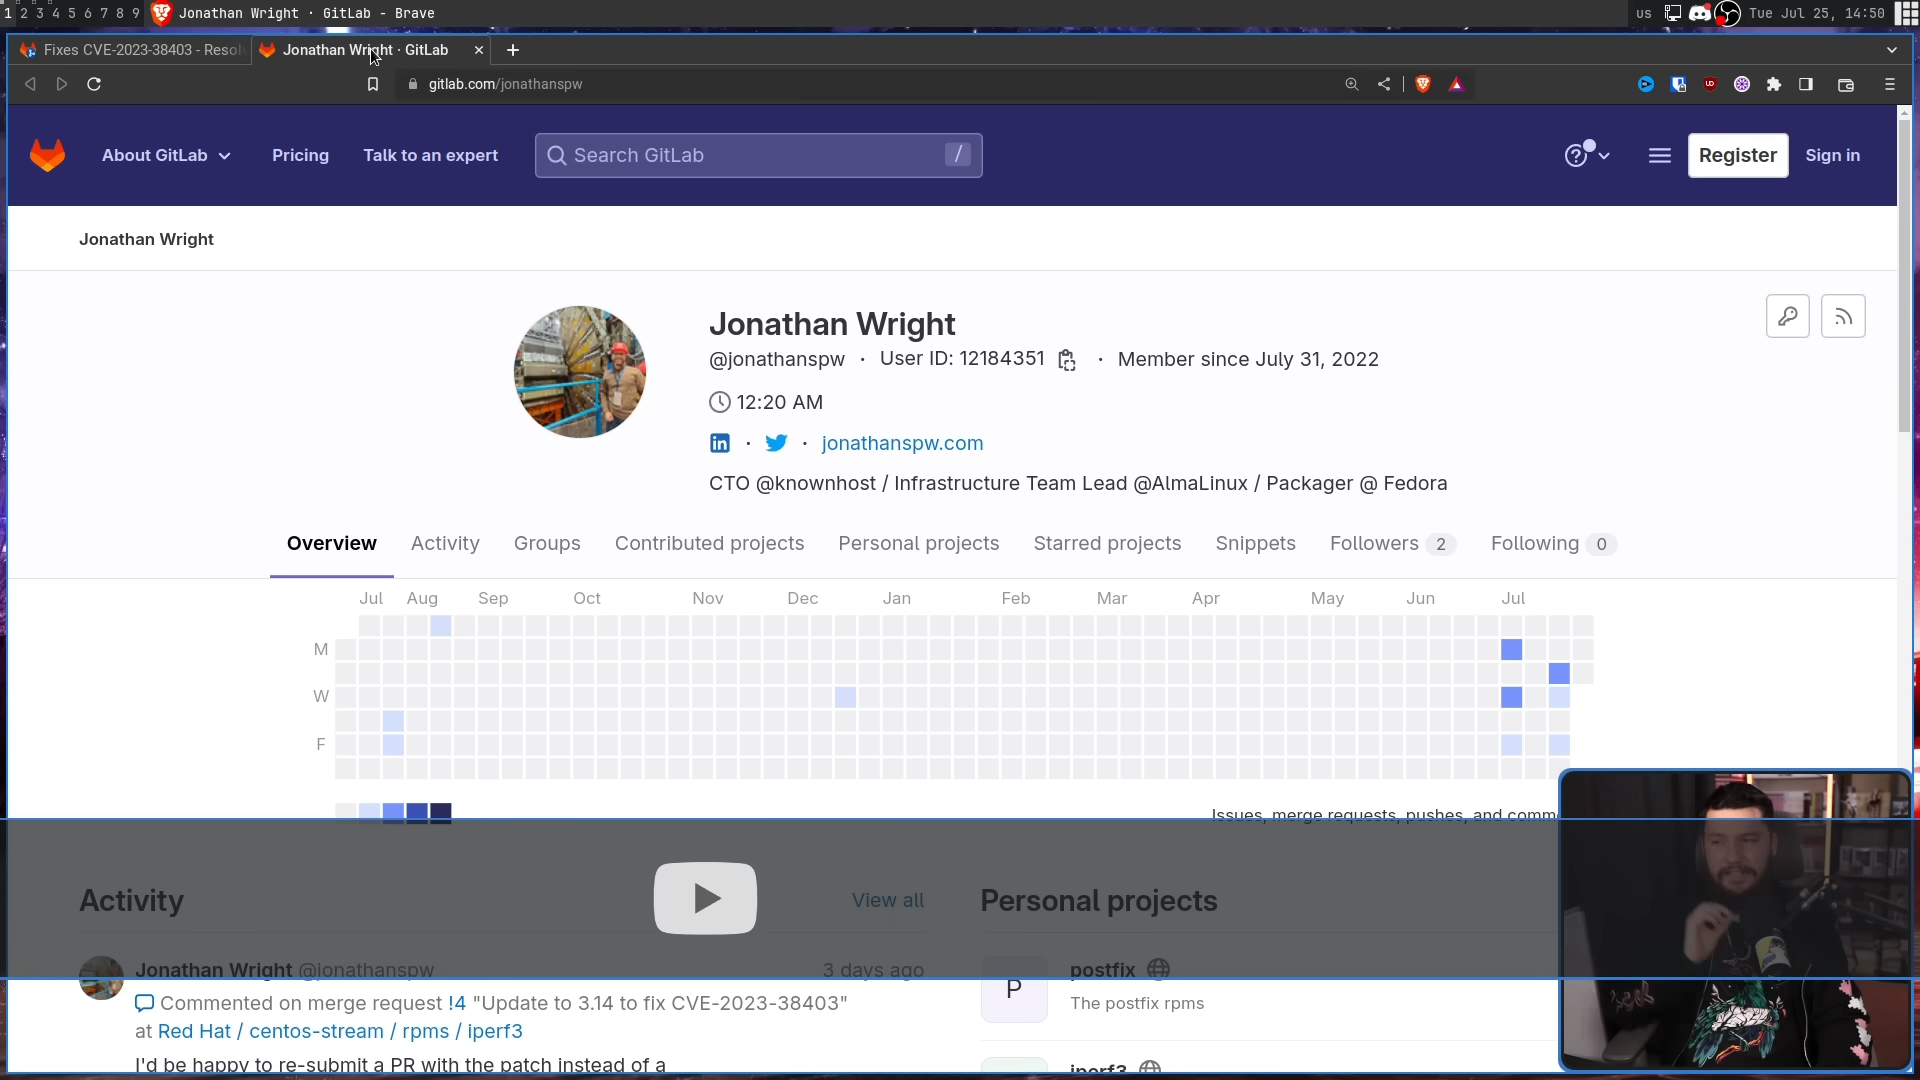 1 2 3 4 5 6 7 8 9 Jonathan Wright · GitLab - Brave us Tue Jul 25, 14:50
Fixes CVE-2023-38403 - Resol Jonathan Wright · GitLab
gitlab.com/jonathanspw
About GitLab Pricing Talk to an expert Search GitLab / Register Sign in
Jonathan Wright
Jonathan Wright
@jonathanspw · User ID: 12184351 · Member since July 31, 2022
12:20 AM
· · jonathanspw.com
CTO @knownhost / Infrastructure Team Lead @AlmaLinux / Packager @ Fedora
Overview Activity Groups Contributed projects Personal projects Starred projects Snippets Followers 2 Following 0
Jul Aug Sep Oct Nov Dec Jan Feb Mar Apr May Jun Jul
M
W
F
Issues, merge requests, pushes, and comm
Activity View all Personal projects
Jonathan Wright @jonathanspw 3 days ago
Commented on merge request !4 "Update to 3.14 to fix CVE-2023-38403"
at Red Hat / centos-stream / rpms / iperf3
I'd be happy to re-submit a PR with the patch instead of a
P postfix
The postfix rpms
iperf3